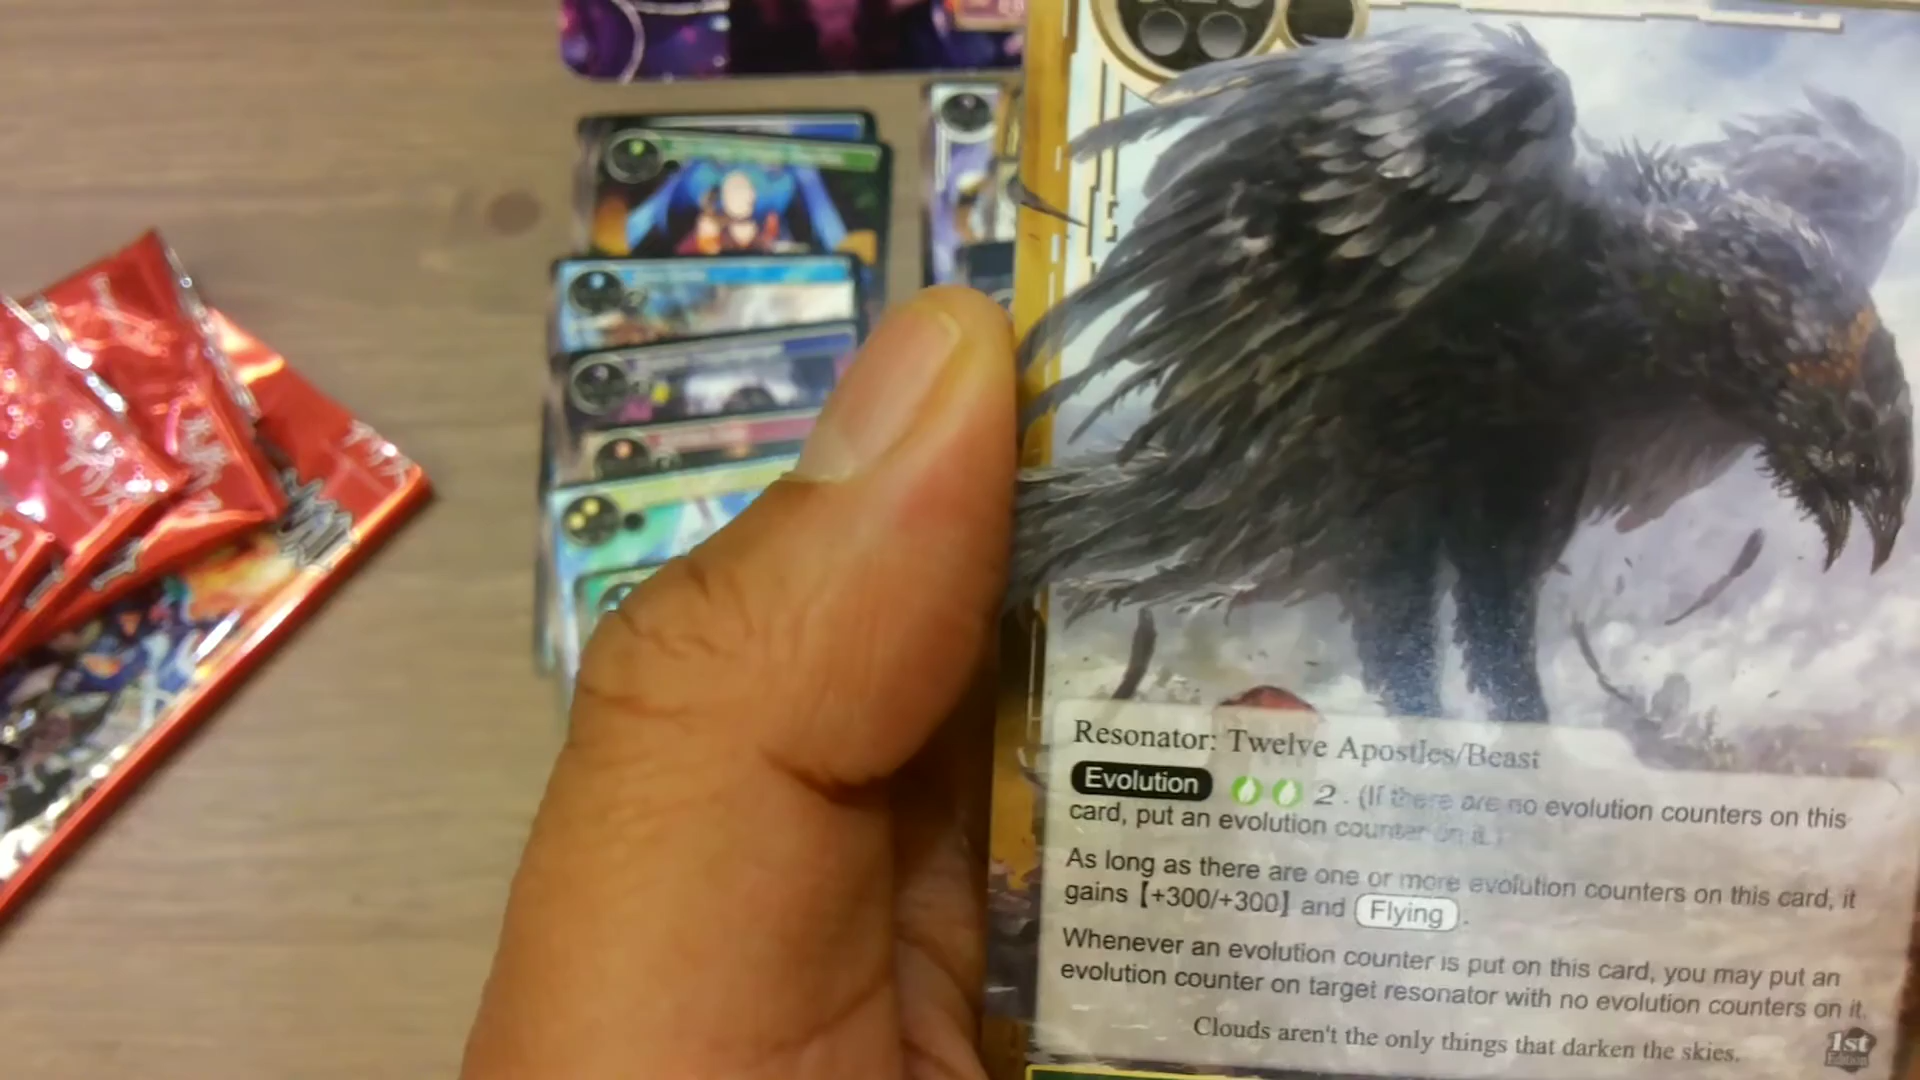 Resonator: Twelve Apostles/Beast
Evolution 2. (If there are no evolution counters on this
card, put an evolution counter on it.)
As long as there are one or more evolution counters on this card, it
gains【+300/+300】and Flying.
Whenever an evolution counter is put on this card, you may put an
evolution counter on target resonator with no evolution counters on it.
Clouds aren't the only things that darken the skies.
1st
Edition